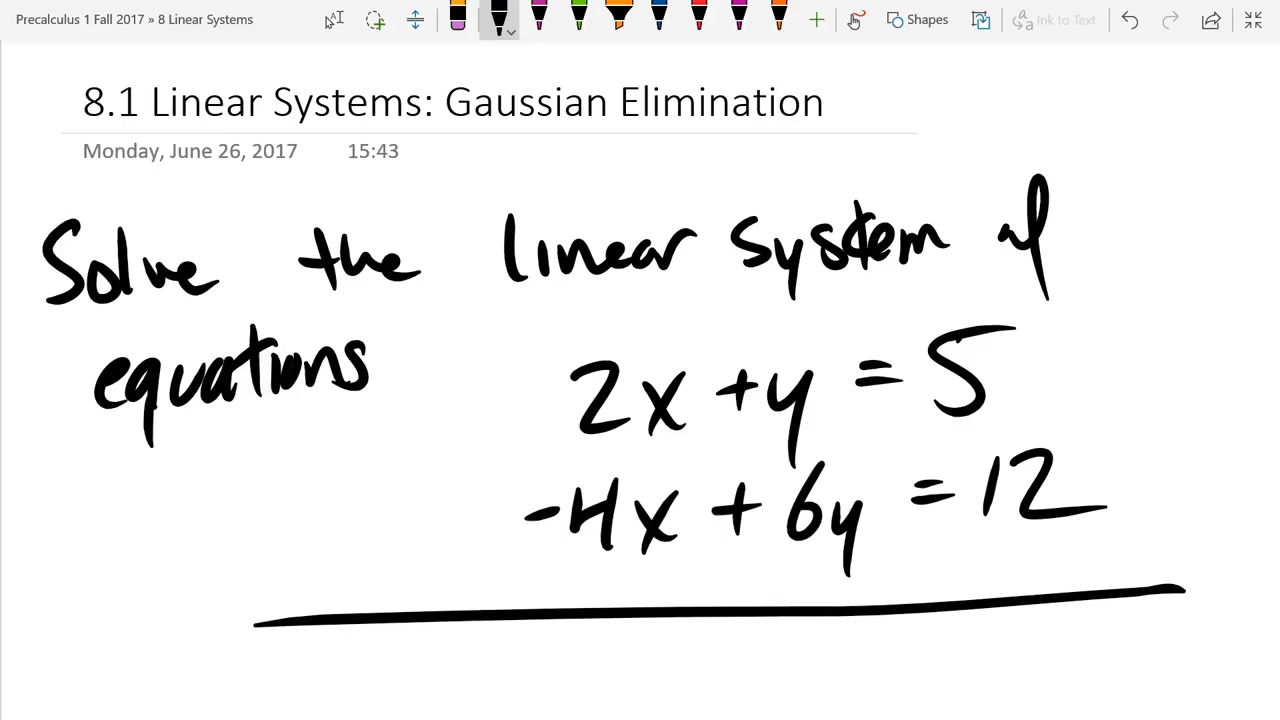 Precalculus 1 Fall 2017 » 8 Linear Systems
Shapes
Ink to Text
8.1 Linear Systems: Gaussian Elimination
Monday, June 26, 2017 15:43
Solve the linear system of
equations
2x + y = 5
-4x + 6y = 12